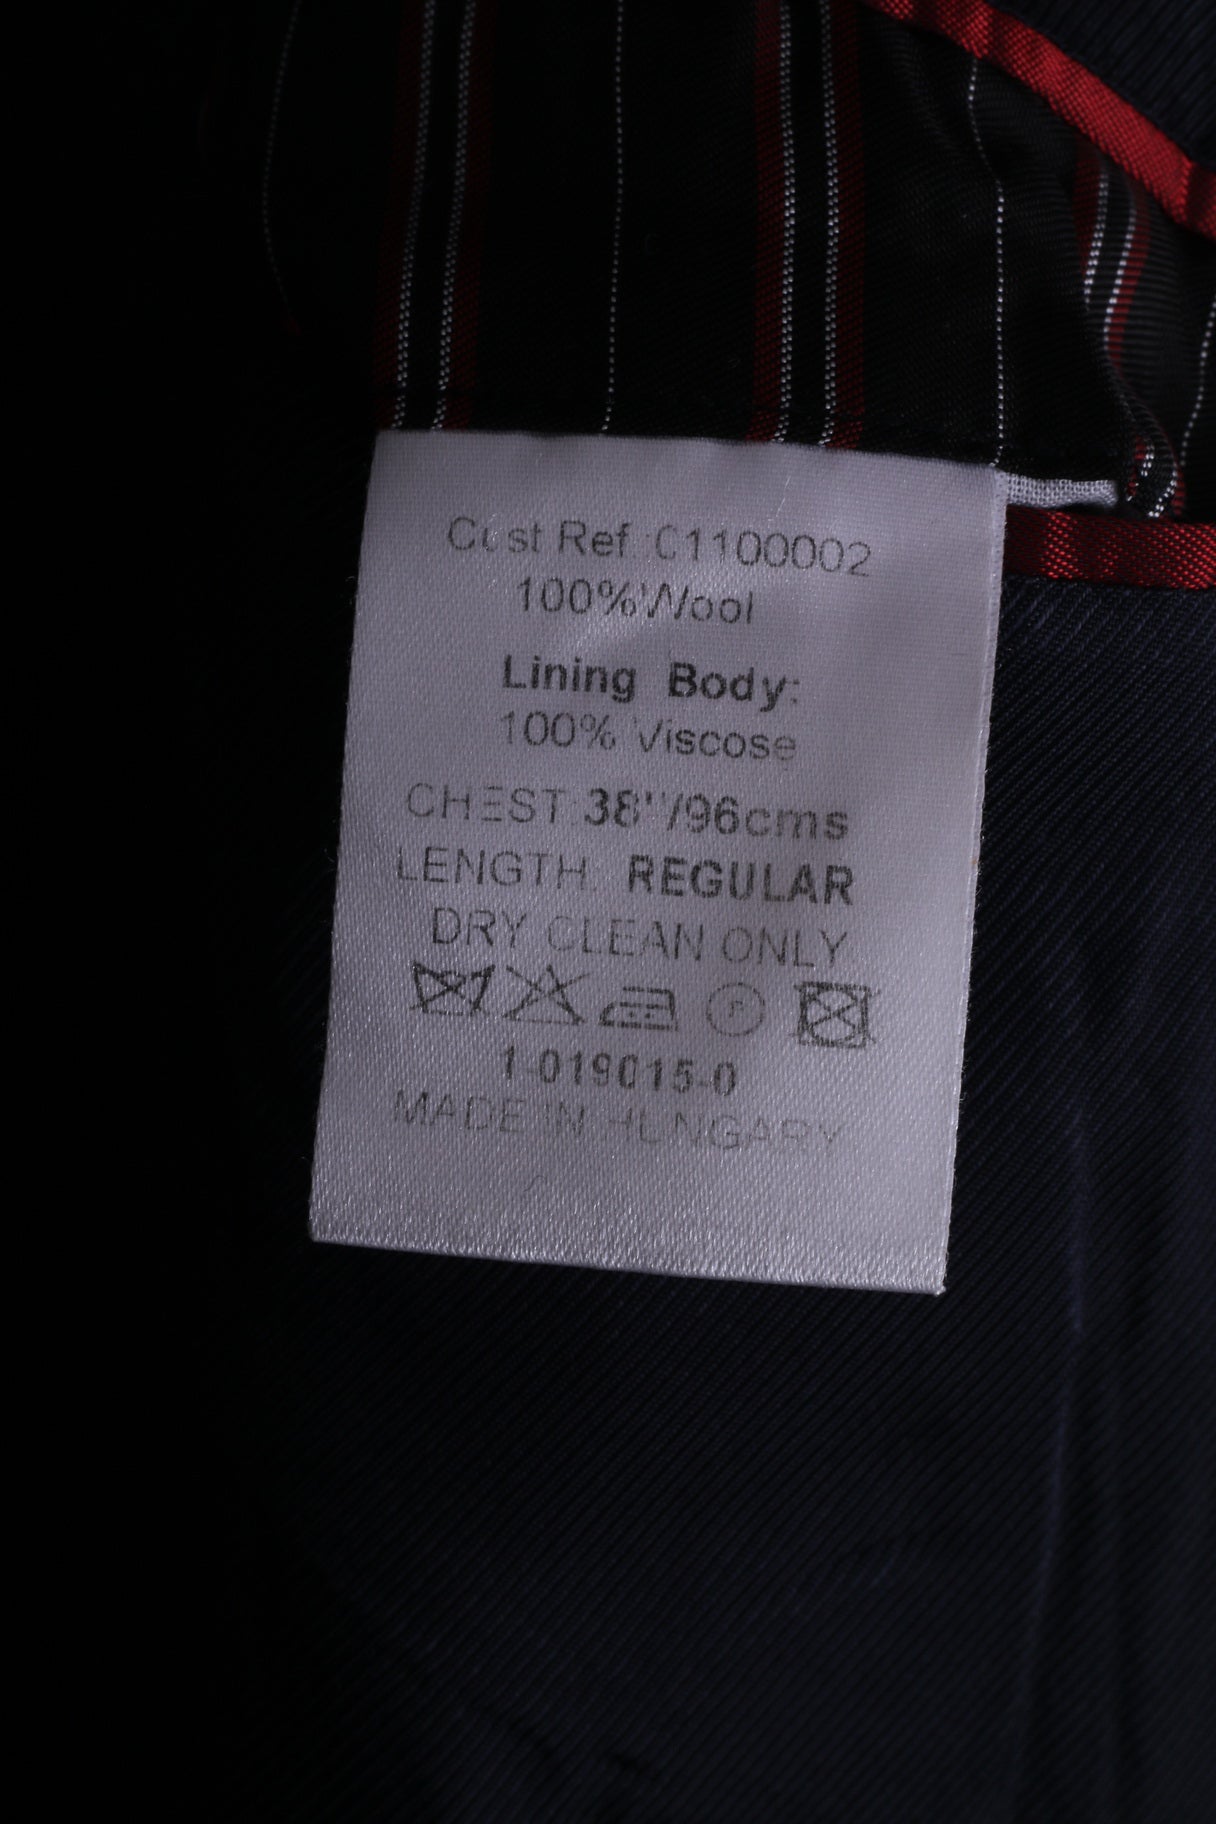 Cust Ref.:C1100002
100%Wool
Lining Body:
100% Viscose
CHEST:38"/96cms
LENGTH: REGULAR
DRY CLEAN ONLY
P
1-019015-0
MADE IN HUNGARY